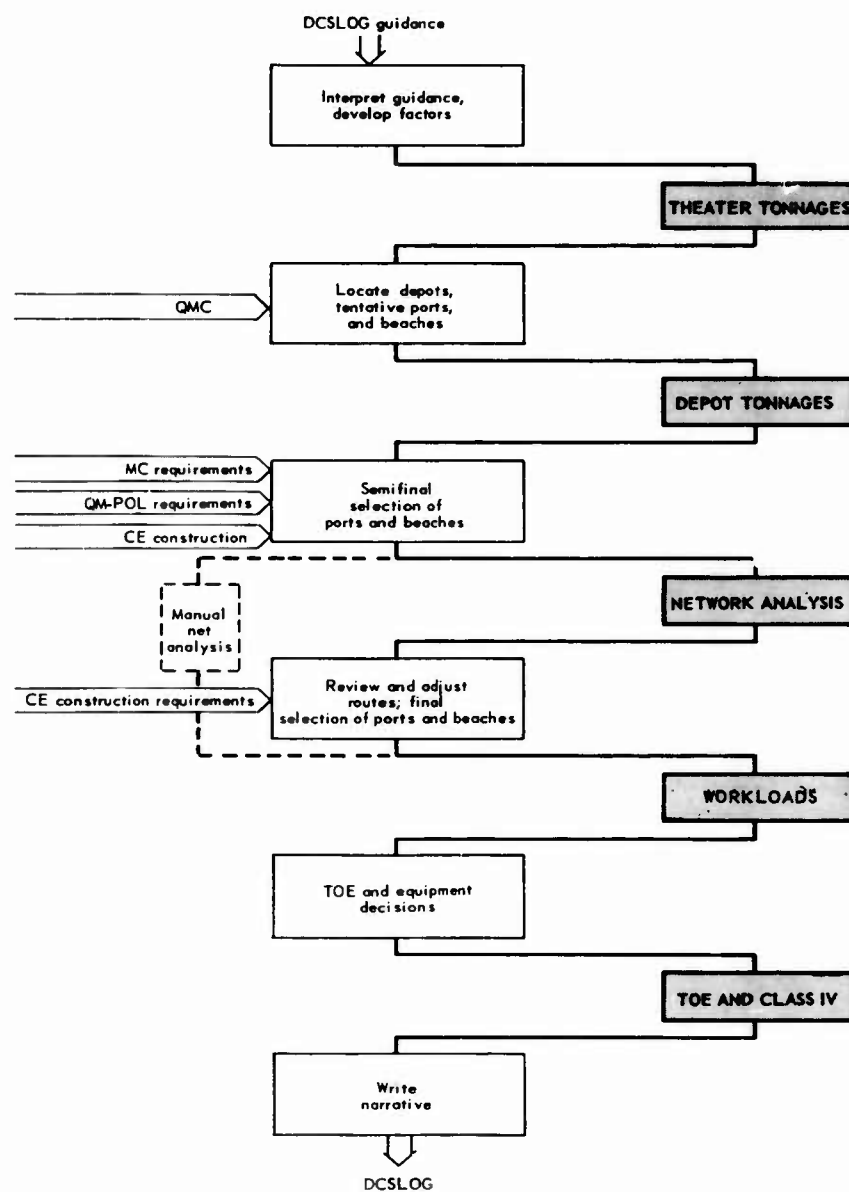 DCSLOG guidance
Interpret guidance,
develop factors
THEATER TONNAGES
QMC
Locate depots,
tentative ports,
and beaches
DEPOT TONNAGES
MC requirements
QM-POL requirements
CE construction
Semifinal
selection of
ports and beaches
Manual
net
analysis
NETWORK ANALYSIS
CE construction requirements
Review and adjust
routes; final
selection of ports and beaches
WORKLOADS
TOE and equipment
decisions
TOE AND CLASS IV
Write
narrative
DCSLOG